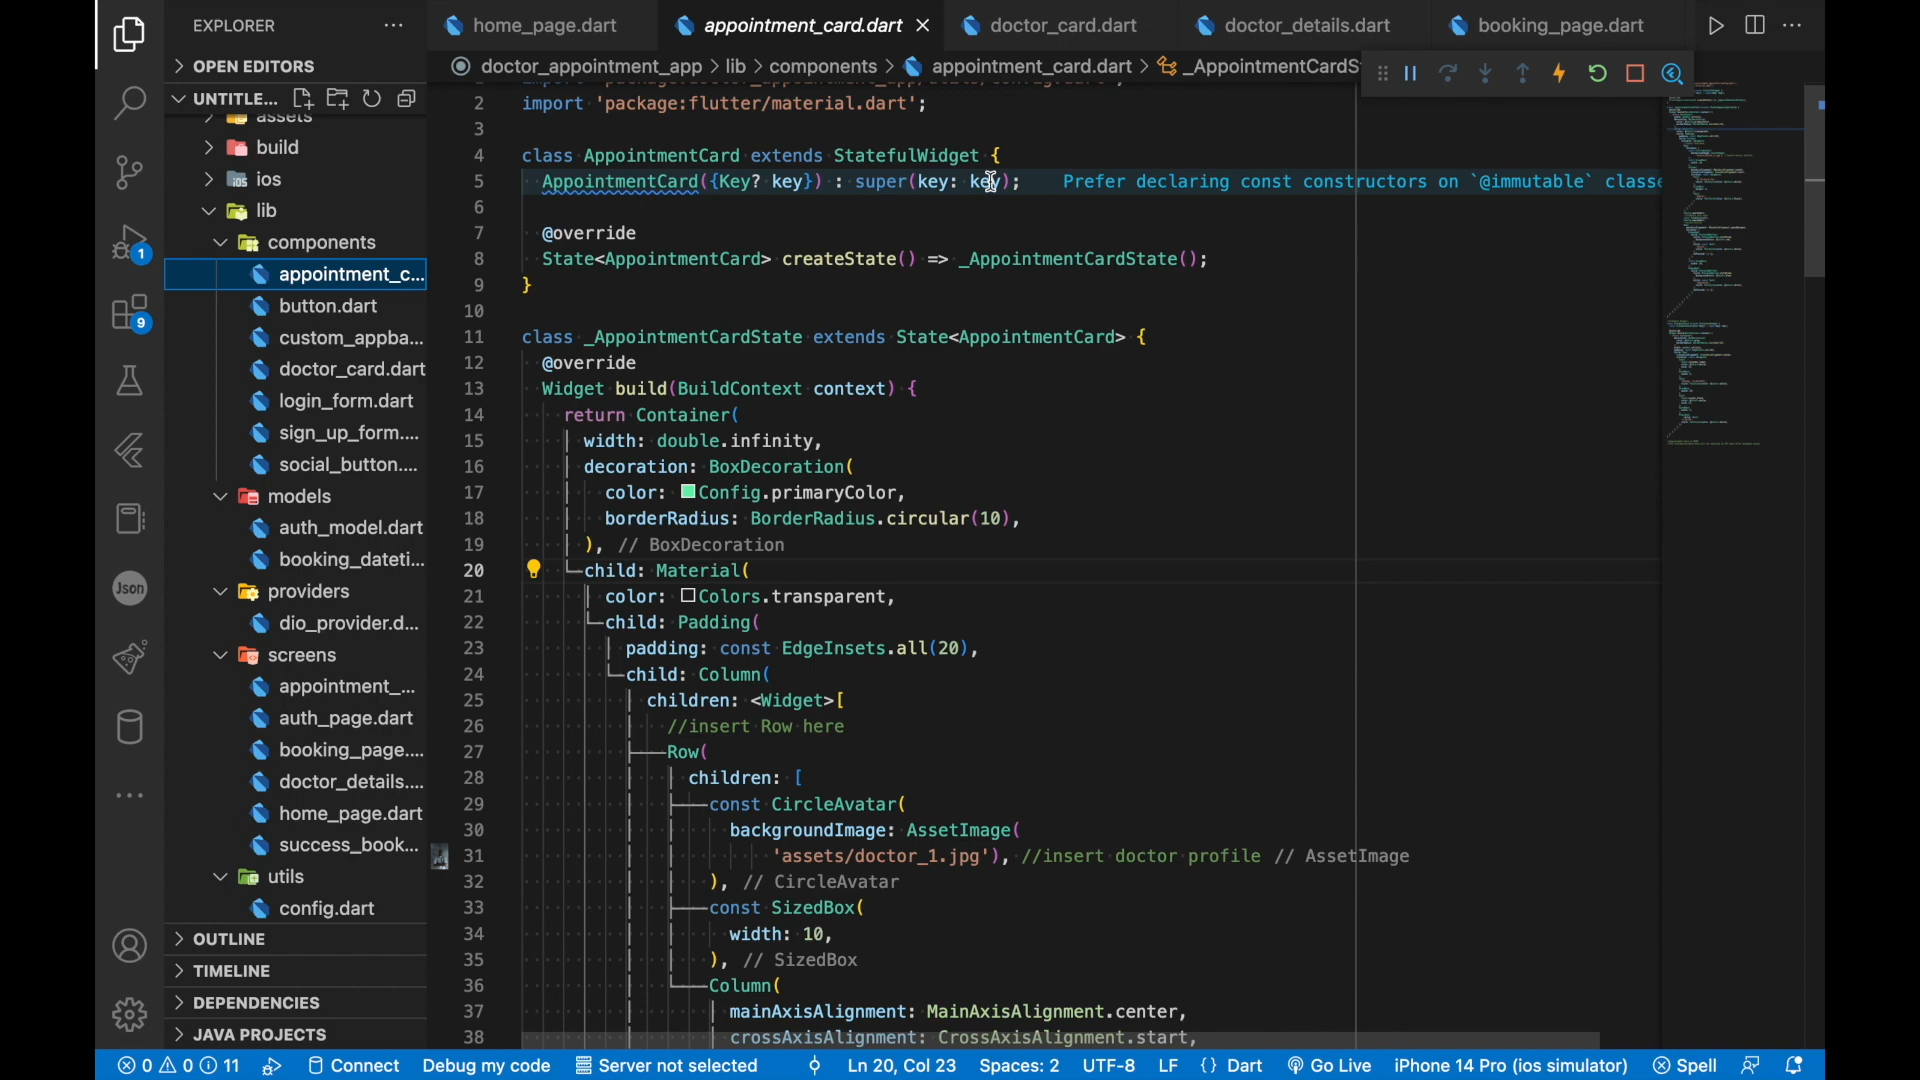 EXPLORER
home_page.dart
appointment_card.dart
doctor_card.dart
doctor_details.dart
booking_page.dart
OPEN EDITORS
doctor_appointment_app > lib > components > appointment_card.dart > _AppointmentCardS
UNTITLE...
assets
build
ios
lib
components
appointment_c...
button.dart
custom_appba...
doctor_card.dart
login_form.dart
sign_up_form....
social_button....
models
auth_model.dart
booking_dateti...
providers
dio_provider.d...
screens
appointment_...
auth_page.dart
booking_page....
doctor_details....
home_page.dart
success_book...
utils
config.dart
OUTLINE
TIMELINE
DEPENDENCIES
JAVA PROJECTS
1
9
Json
2 import 'package:flutter/material.dart';
3
4 class AppointmentCard extends StatefulWidget {
5 AppointmentCard({Key? key}) : super(key: key); Prefer declaring const constructors on `@immutable` classe
6
7 @override
8 State<AppointmentCard> createState() => _AppointmentCardState();
9 }
10
11 class _AppointmentCardState extends State<AppointmentCard> {
12 @override
13 Widget build(BuildContext context) {
14 return Container(
15 width: double.infinity,
16 decoration: BoxDecoration(
17 color: Config.primaryColor,
18 borderRadius: BorderRadius.circular(10),
19 ), // BoxDecoration
20 child: Material(
21 color: Colors.transparent,
22 child: Padding(
23 padding: const EdgeInsets.all(20),
24 child: Column(
25 children: <Widget>[
26 //insert Row here
27 Row(
28 children: [
29 const CircleAvatar(
30 backgroundImage: AssetImage(
31 'assets/doctor_1.jpg'), //insert doctor profile // AssetImage
32 ), // CircleAvatar
33 const SizedBox(
34 width: 10,
35 ), // SizedBox
36 Column(
37 mainAxisAlignment: MainAxisAlignment.center,
38 crossAxisAlignment: CrossAxisAlignment.start,
0 0 11 Connect Debug my code Server not selected Ln 20, Col 23 Spaces: 2 UTF-8 LF {} Dart Go Live iPhone 14 Pro (ios simulator) Spell